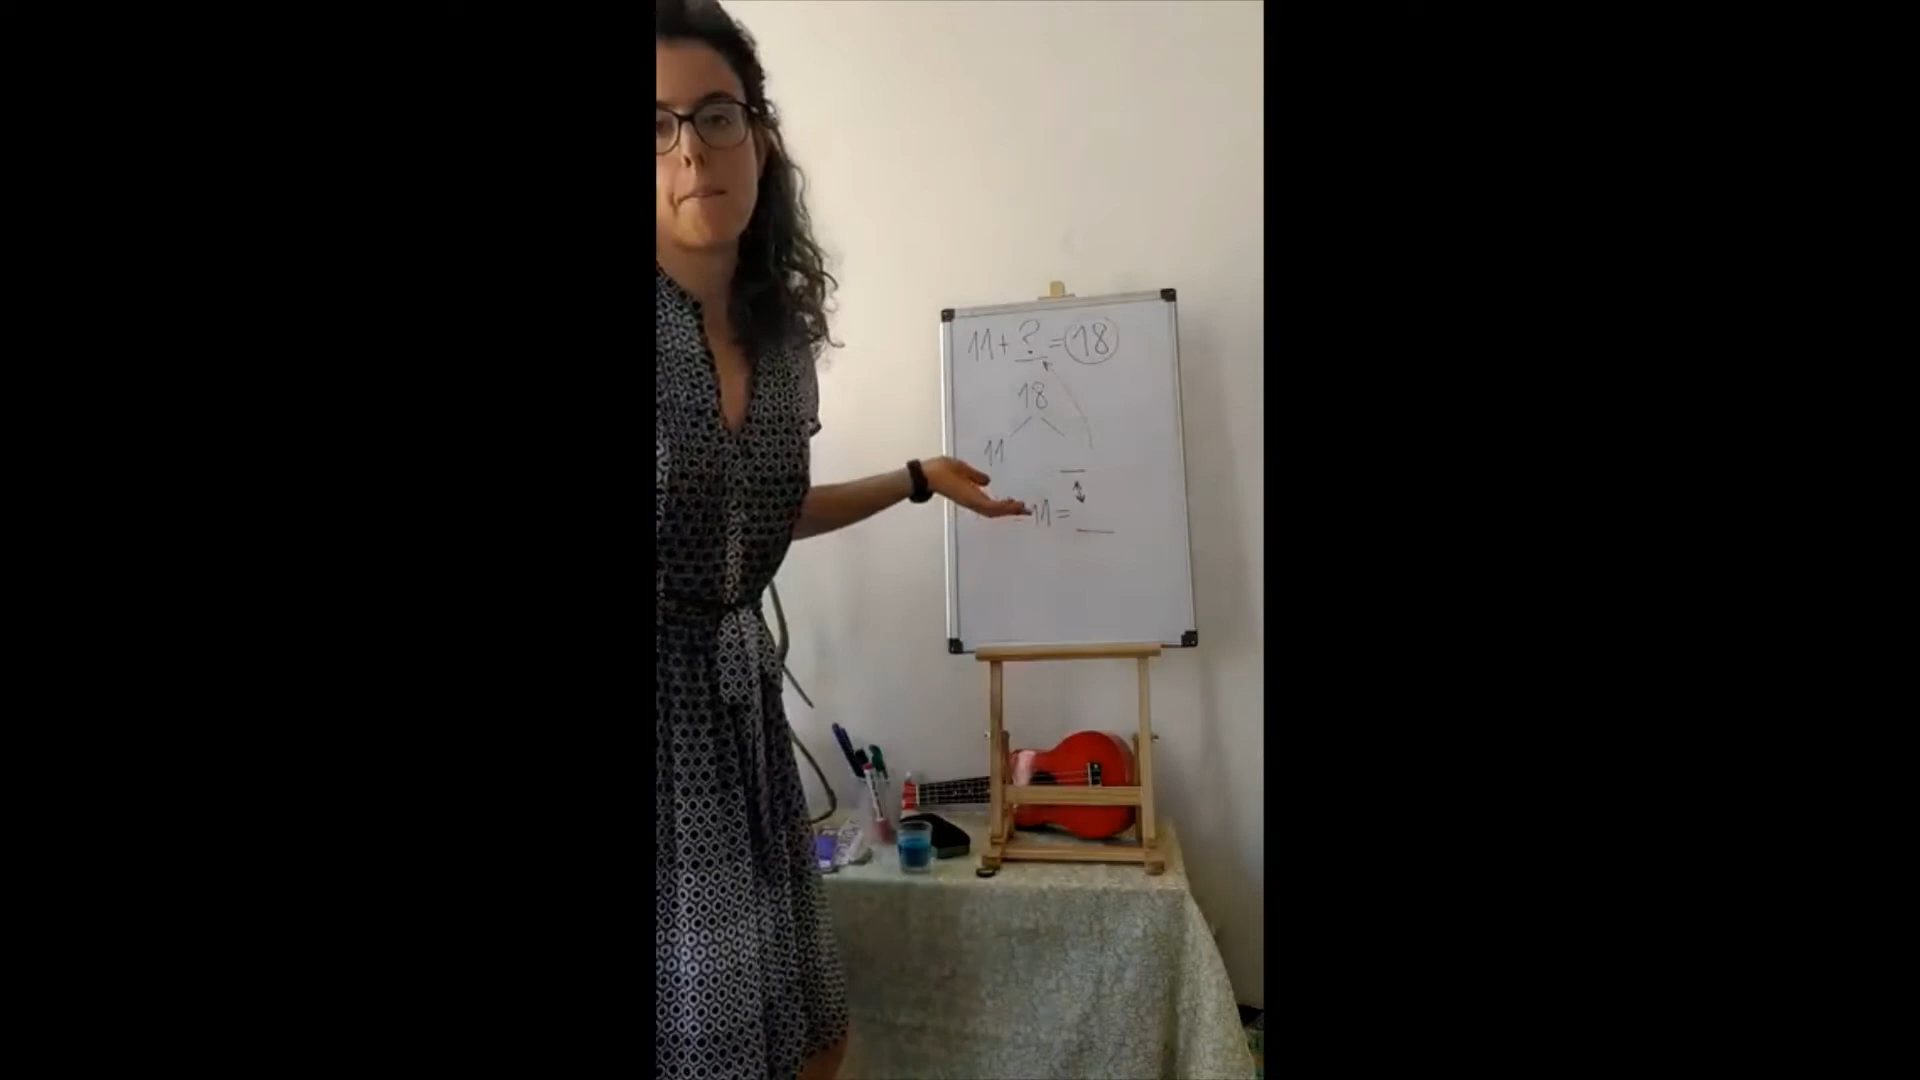 11 + ? = 18
18
11 _
- 11 = _